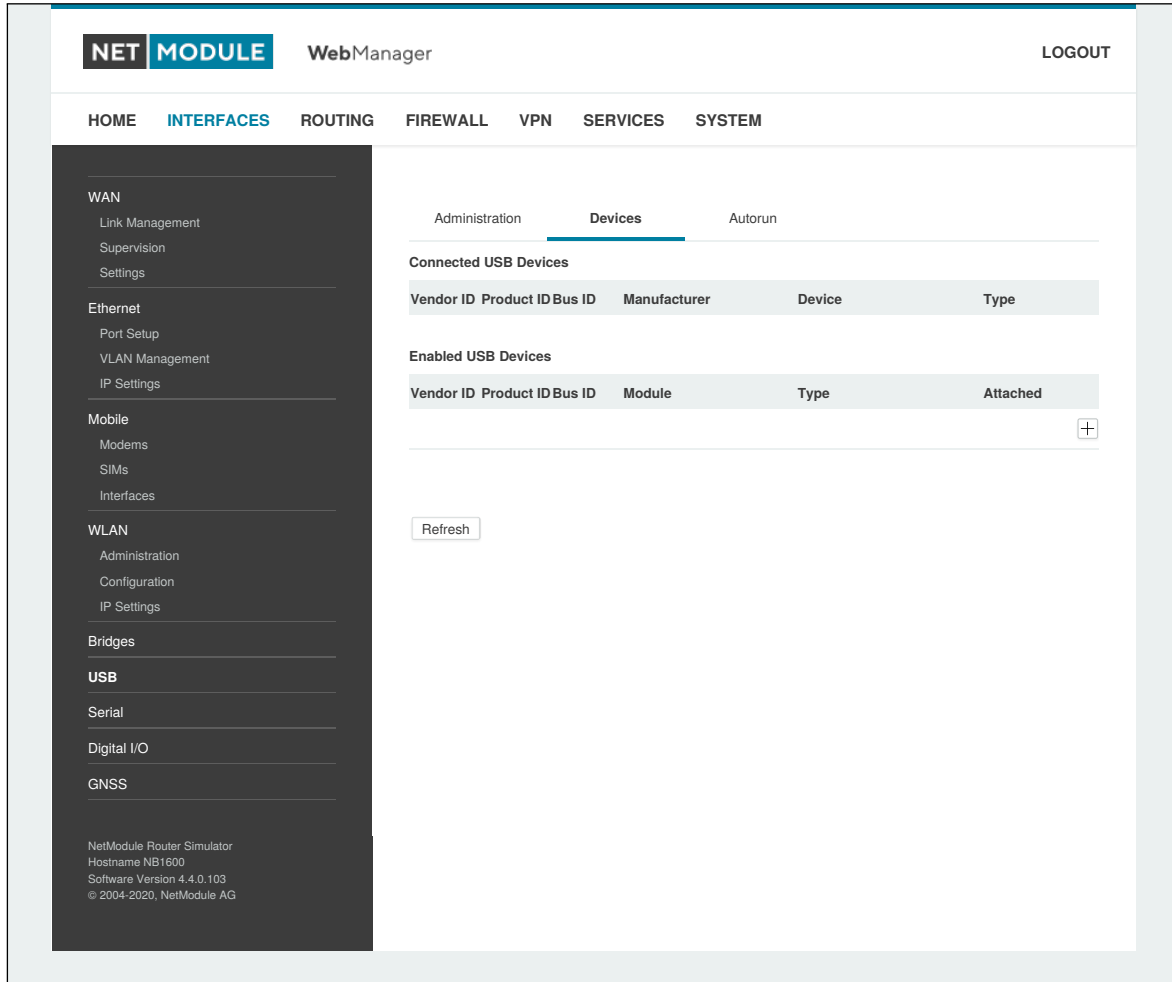 NET MODULE WebManager LOGOUT
HOME INTERFACES ROUTING FIREWALL VPN SERVICES SYSTEM
WAN
Link Management
Supervision
Settings
Ethernet
Port Setup
VLAN Management
IP Settings
Mobile
Modems
SIMs
Interfaces
WLAN
Administration
Configuration
IP Settings
Bridges
USB
Serial
Digital I/O
GNSS
NetModule Router Simulator
Hostname NB1600
Software Version 4.4.0.103
© 2004-2020, NetModule AG
Administration Devices Autorun
Connected USB Devices
Vendor ID Product ID Bus ID Manufacturer Device Type
Enabled USB Devices
Vendor ID Product ID Bus ID Module Type Attached
Refresh